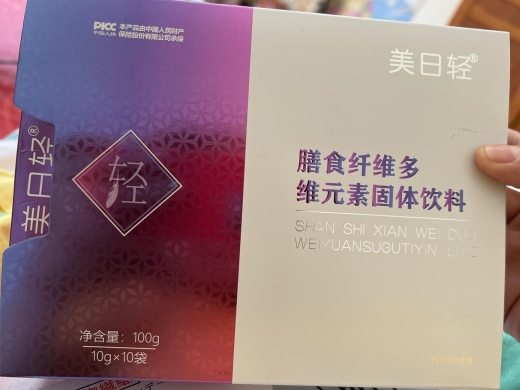 PICC 本产品由中国人民财产
中国人保 保险股份有限公司承保
美日轻®
美日轻®
轻
膳食纤维多
维元素固体饮料
SHAN SHI XIAN WEI DUO
WEIYUANSUGUTIYIN LIAO
净含量：100g
10g×10袋